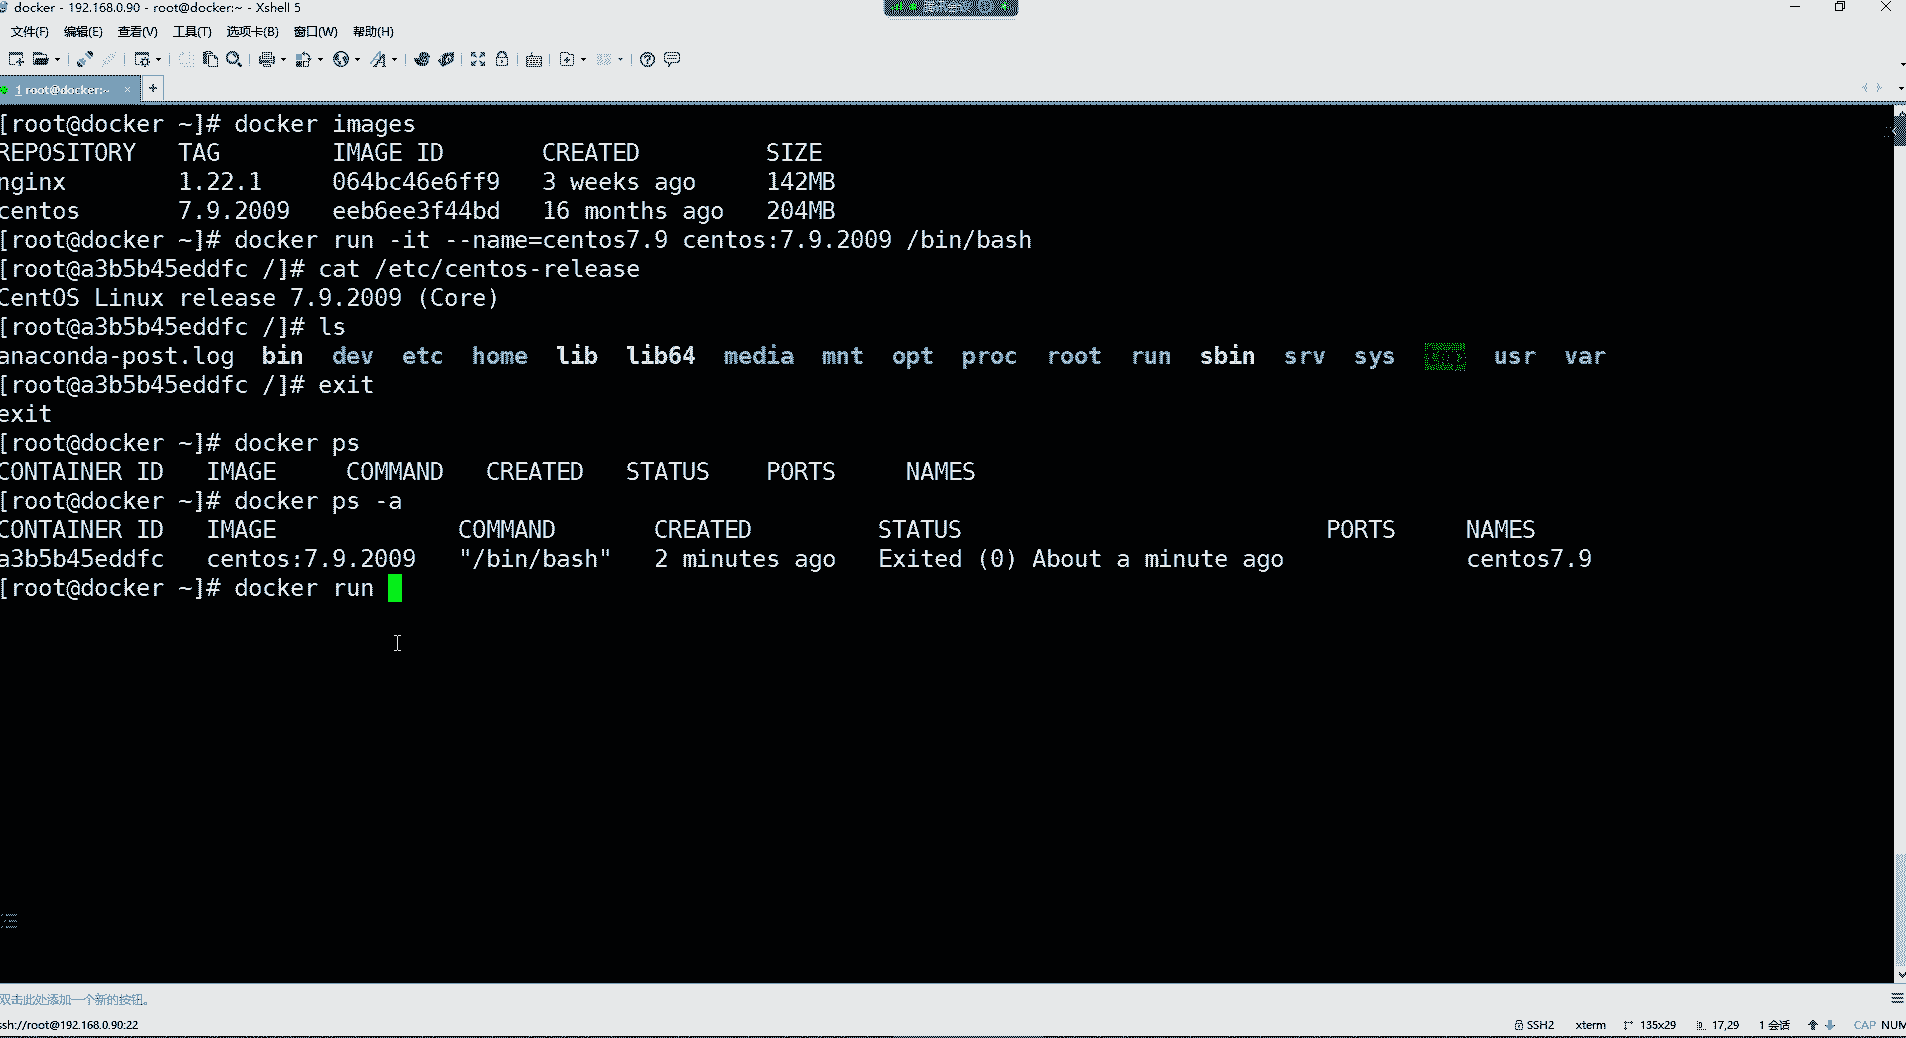 docker - 192.168.0.90 - root@docker:~ - Xshell 5
腾讯会议
文件(F) 编辑(E) 查看(V) 工具(T) 选项卡(B) 窗口(W) 帮助(H)
1 root@docker:~ × +
[root@docker ~]# docker images
REPOSITORY TAG IMAGE ID CREATED SIZE
nginx 1.22.1 064bc46e6ff9 3 weeks ago 142MB
centos 7.9.2009 eeb6ee3f44bd 16 months ago 204MB
[root@docker ~]# docker run -it --name=centos7.9 centos:7.9.2009 /bin/bash
[root@a3b5b45eddfc /]# cat /etc/centos-release
CentOS Linux release 7.9.2009 (Core)
[root@a3b5b45eddfc /]# ls
anaconda-post.log bin dev etc home lib lib64 media mnt opt proc root run sbin srv sys usr var
[root@a3b5b45eddfc /]# exit
exit
[root@docker ~]# docker ps
CONTAINER ID IMAGE COMMAND CREATED STATUS PORTS NAMES
[root@docker ~]# docker ps -a
CONTAINER ID IMAGE COMMAND CREATED STATUS PORTS NAMES
a3b5b45eddfc centos:7.9.2009 "/bin/bash" 2 minutes ago Exited (0) About a minute ago centos7.9
[root@docker ~]# docker run
双击此处添加一个新的按钮。
ssh://root@192.168.0.90:22 SSH2 xterm 135x29 17,29 1 会话 CAP NUM